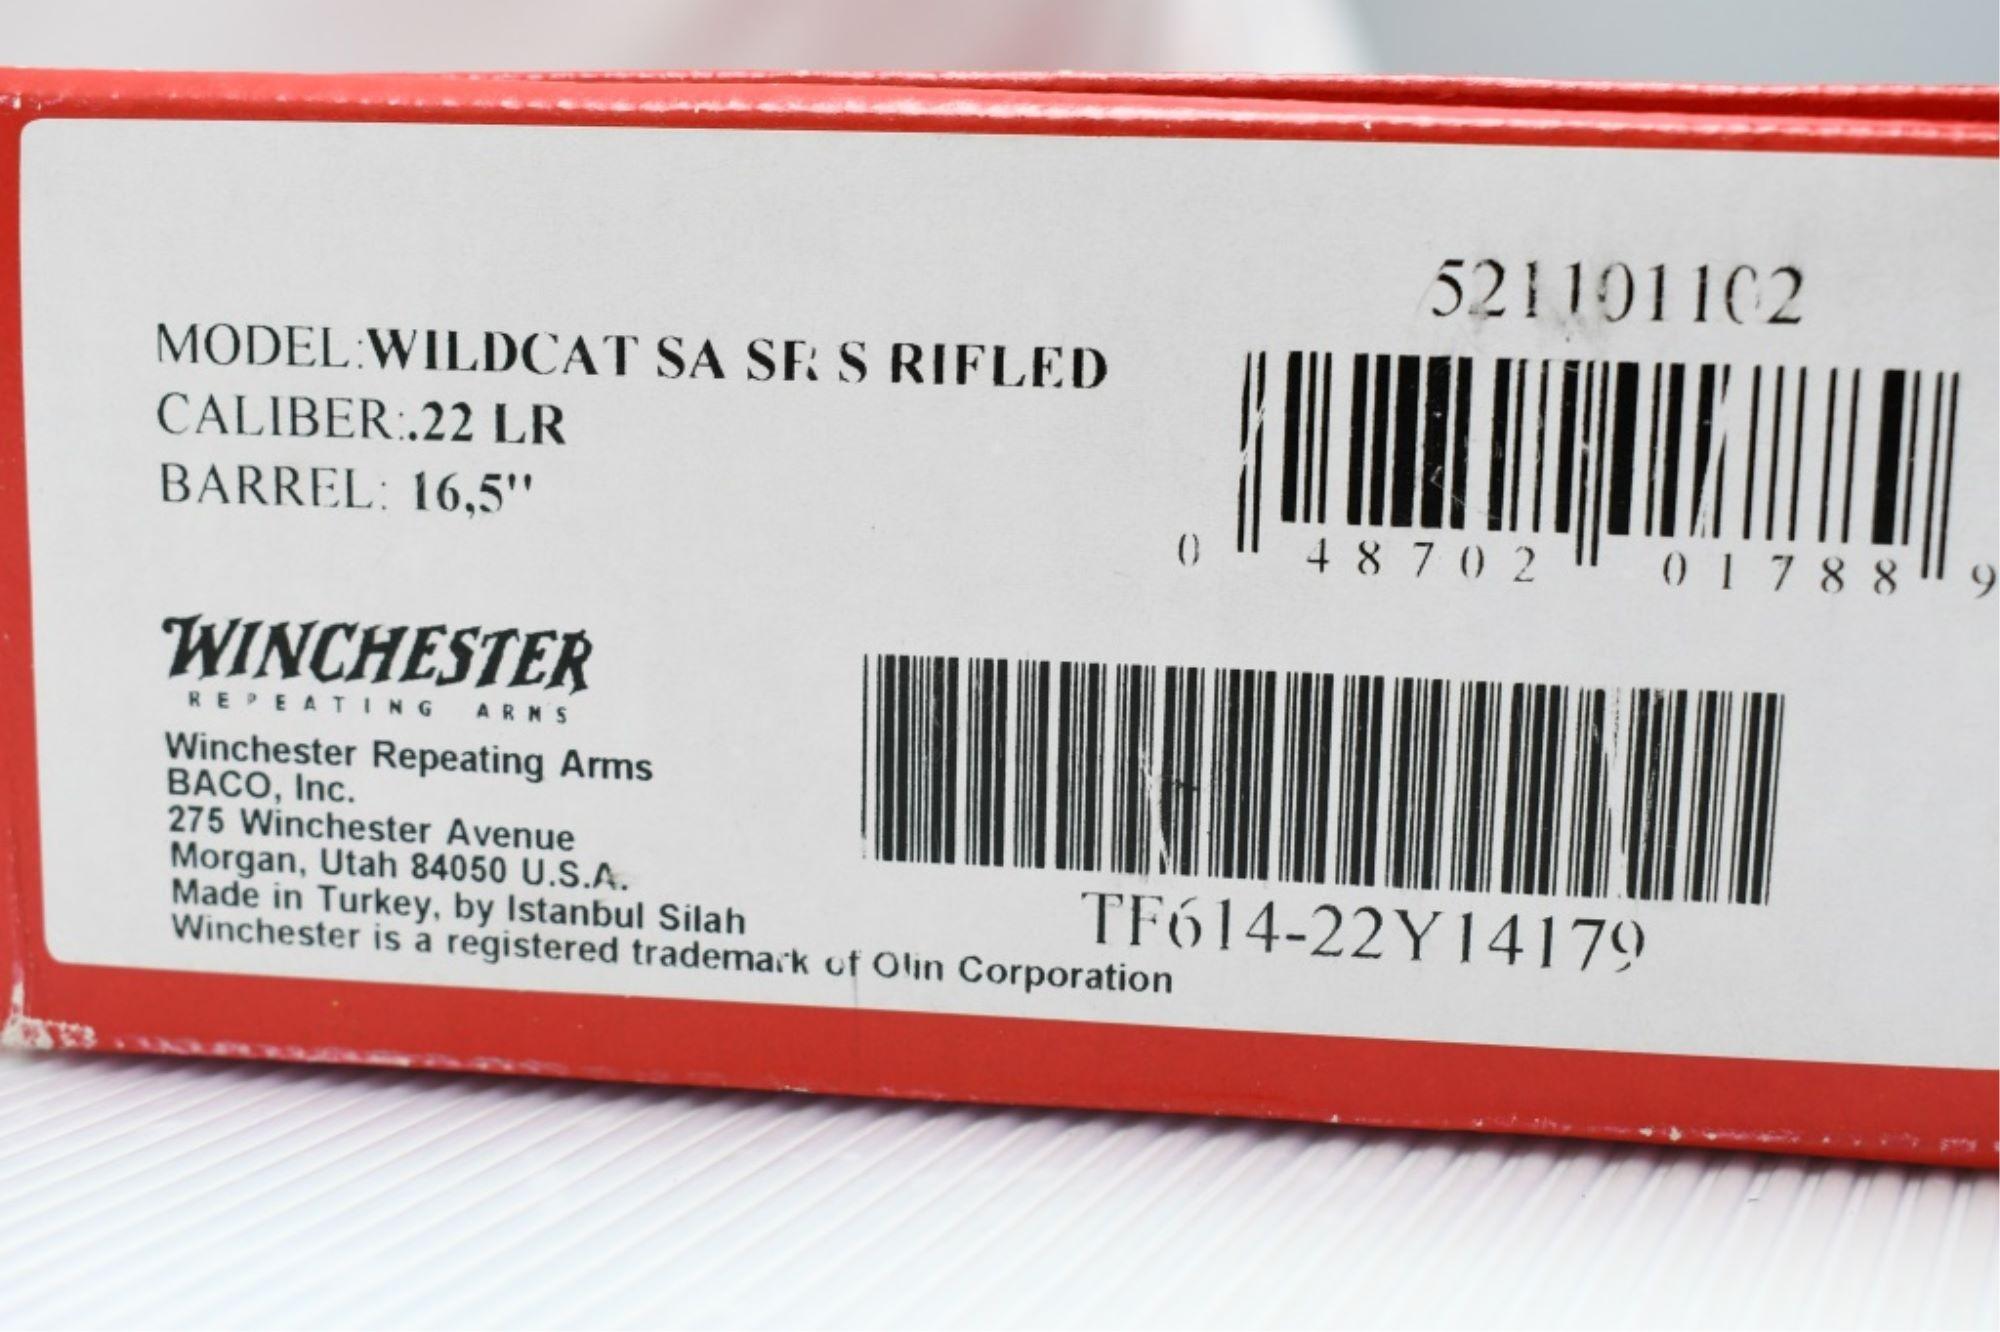 521101102
MODEL:WILDCAT SA SR S RIFLED
CALIBER:.22 LR
BARREL: 16,5"
0 48702 01788 9
WINCHESTER
REPEATING ARMS
Winchester Repeating Arms
BACO, Inc.
275 Winchester Avenue
Morgan, Utah 84050 U.S.A.
Made in Turkey, by Istanbul Silah
Winchester is a registered trademark of Olin Corporation
TF614-22Y14179